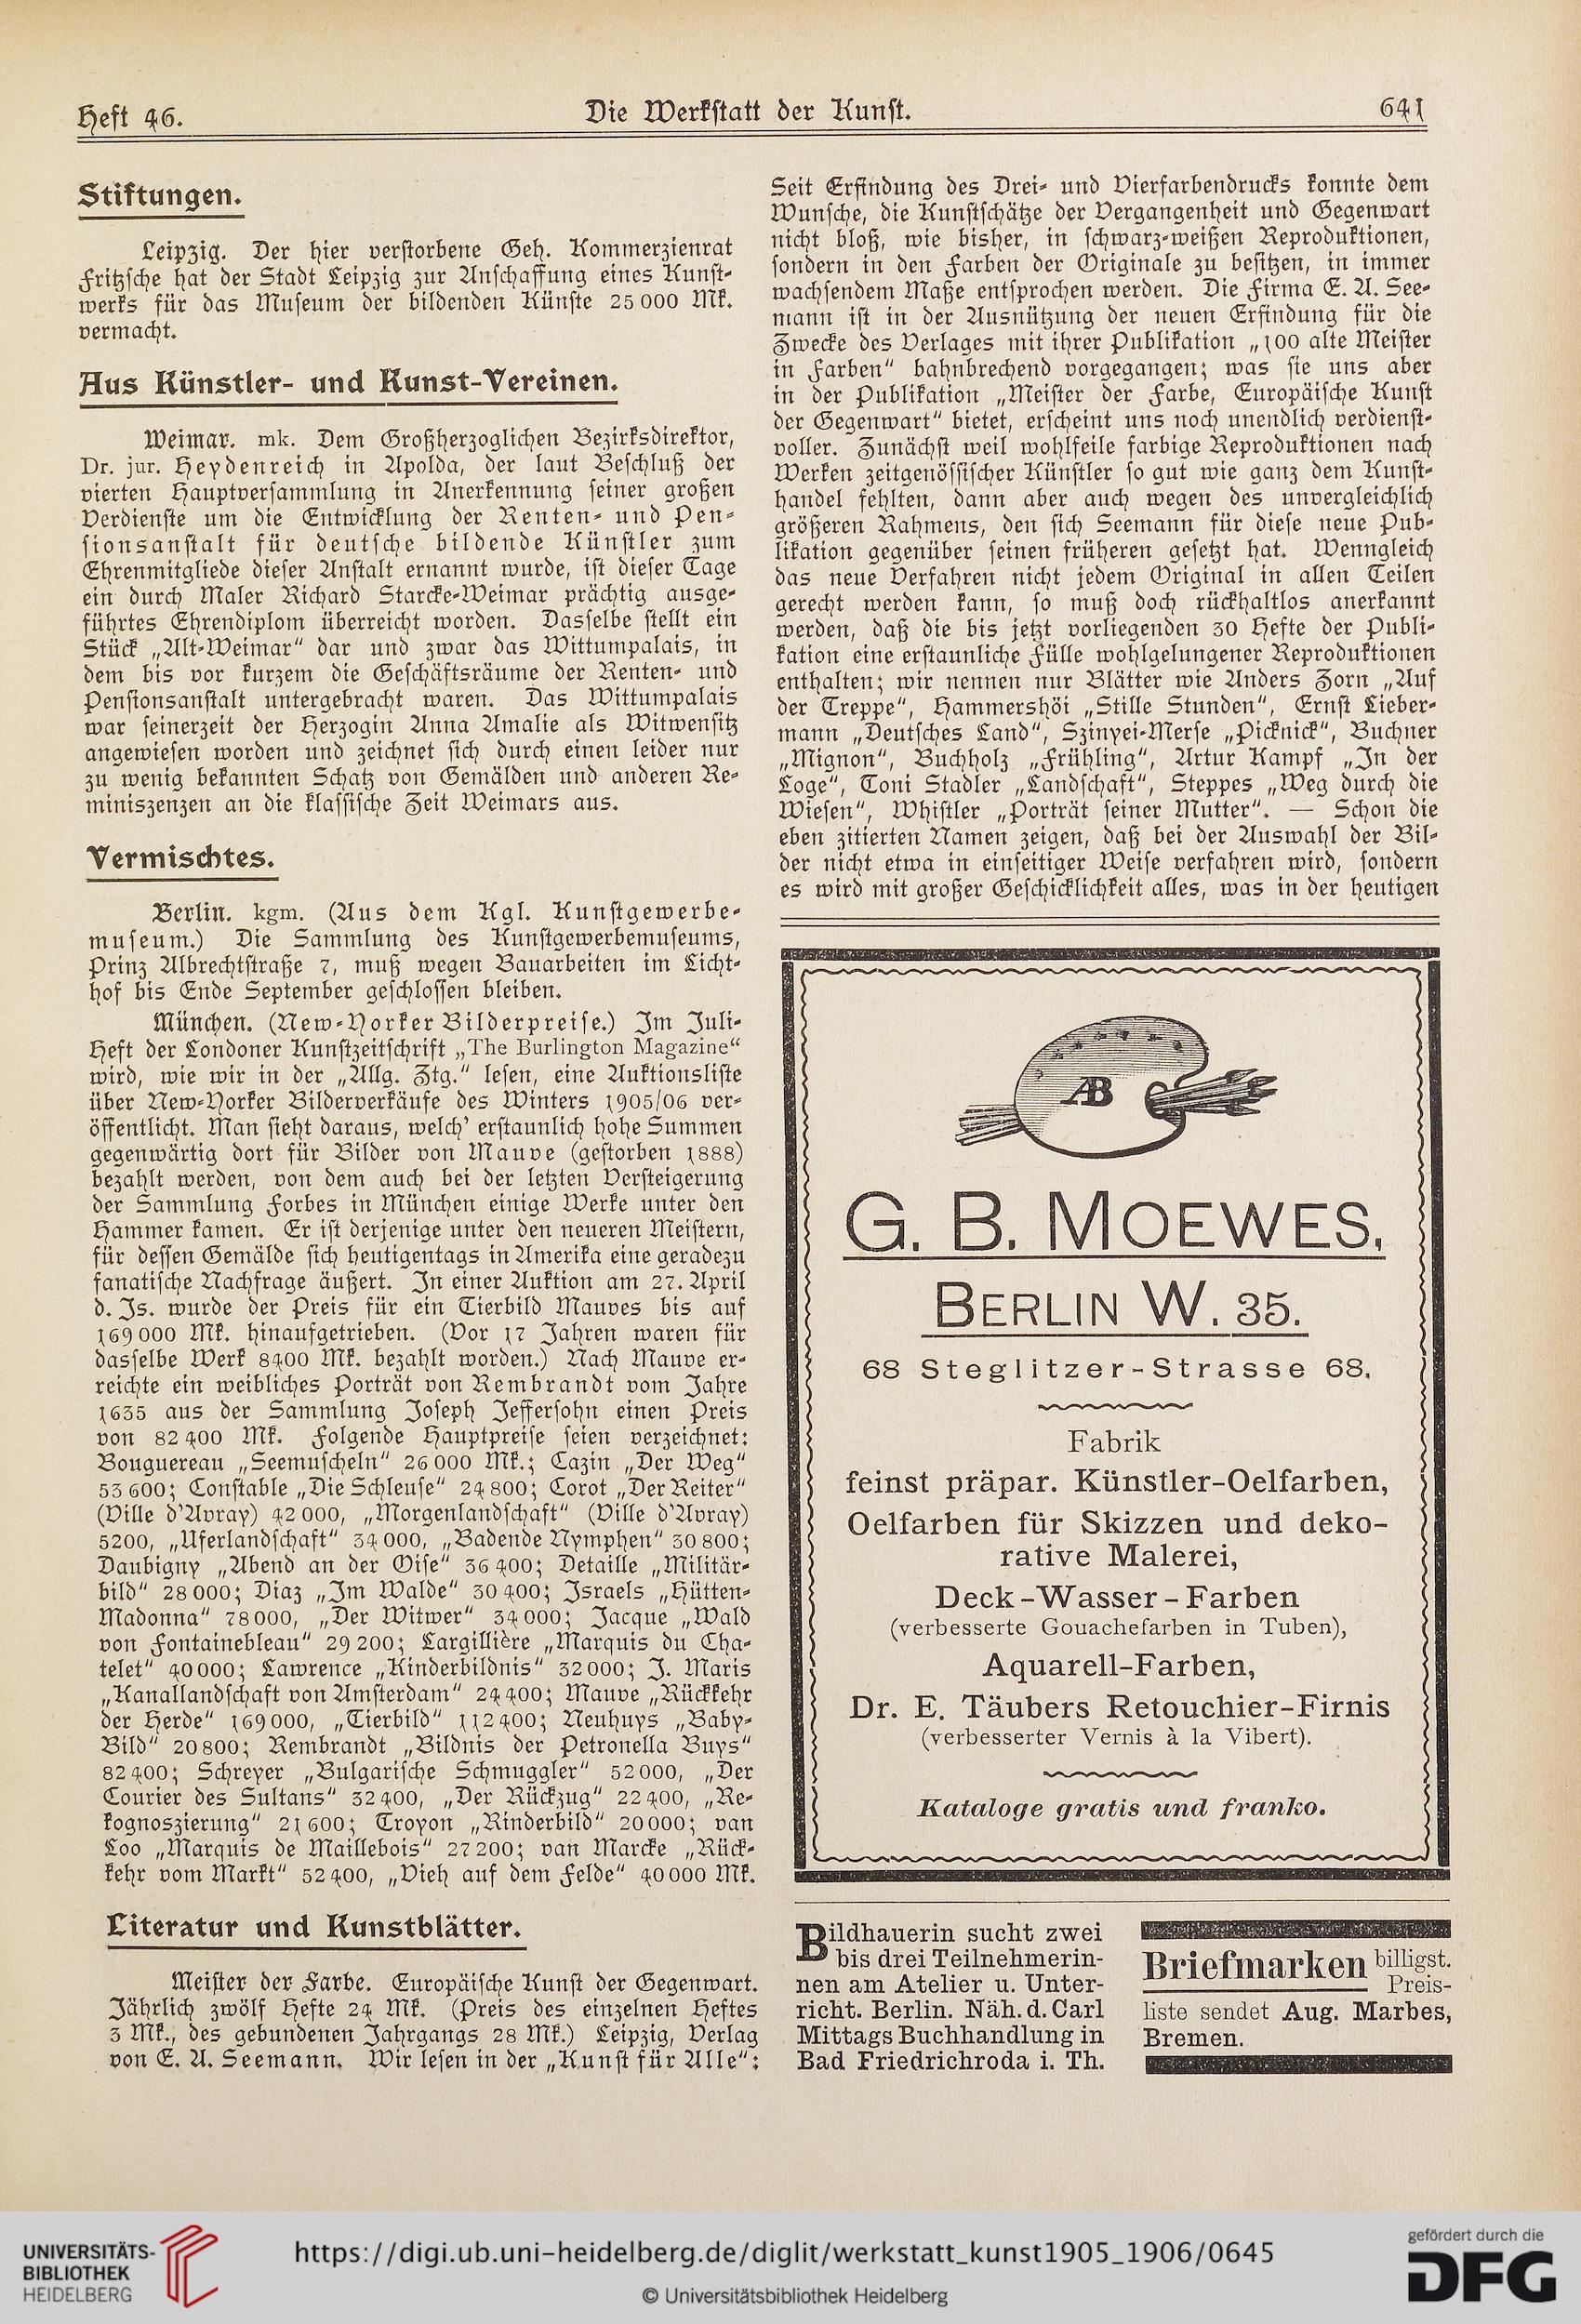 Heft 46.
Die Werkstatt der Kunst.
641
Stiftungen.
Leipzig. Der hier verstorbene Geh. Kommerzienrat
Fritzsche hat der Stadt Leipzig zur Anschaffung eines Kunst-
werks für das Museum der bildenden Künste 25 000 Mk.
vermacht.
Aus Künstler- und Kunst-Vereinen.
Weimar. mk. Dem Großherzoglichen Bezirksdirektor,
Dr. jur. Heydenreich in Apolda, der laut Beschluß der
vierten Hauptversammlung in Anerkennung seiner großen
Verdienste um die Entwicklung der Renten- und Pen-
sionsanstalt für deutsche bildende Künstler zum
Ehrenmitgliede dieser Anstalt ernannt wurde, ist dieser Tage
ein durch Maler Richard Starcke-Weimar prächtig ausge-
führtes Ehrendiplom überreicht worden. Dasselbe stellt ein
Stück „Alt-Weimar“ dar und zwar das Wittumpalais, in
dem bis vor kurzem die Geschäftsräume der Renten- und
Pensionsanstalt untergebracht waren. Das Wittumpalais
war seinerzeit der Herzogin Anna Amalie als Witwensitz
angewiesen worden und zeichnet sich durch einen leider nur
zu wenig bekannten Schatz von Gemälden und anderen Re-
miniszenzen an die klassische Zeit Weimars aus.
Vermischtes.
Berlin. kgm. (Aus dem Kgl. Kunstgewerbe-
museum.) Die Sammlung des Kunstgewerbemuseums,
Prinz Albrechtstraße 7, muß wegen Bauarbeiten im Licht-
hof bis Ende September geschlossen bleiben.
München. (New-Yorker Bilderpreise.) Im Juli-
Heft der Londoner Kunstzeitschrift „The Burlington Magazine“
wird, wie wir in der „Allg. Ztg.“ lesen, eine Auktionsliste
über New-Yorker Bilderverkäufe des Winters 1905/06 ver-
öffentlicht. Man sieht daraus, welch’ erstaunlich hohe Summen
gegenwärtig dort für Bilder von Mauve (gestorben 1888)
bezahlt werden, von dem auch bei der letzten Versteigerung
der Sammlung Forbes in München einige Werke unter den
Hammer kamen. Er ist derjenige unter den neueren Meistern,
für dessen Gemälde sich heutigentags in Amerika eine geradezu
fanatische Nachfrage äußert. In einer Auktion am 27. April
d. Js. wurde der Preis für ein Tierbild Mauves bis auf
169 000 Mk. hinaufgetrieben. (Vor 17 Jahren waren für
dasselbe Werk 8400 Mk. bezahlt worden.) Nach Mauve er-
reichte ein weibliches Porträt von Rembrandt vom Jahre
1635 aus der Sammlung Joseph Jeffersohn einen Preis
von 82 400 Mk. Folgende Hauptpreise seien verzeichnet:
Bouguereau „Seemuscheln“ 26 000 Mk.; Cazin „Der Weg“
53 600; Constable „Die Schleuse“ 24 800; Corot „Der Reiter“
(Ville d’Avray) 42 000, „Morgenlandschaft“ (Ville d’Avray)
5200, „Uferlandschaft“ 34 000, „Badende Nymphen“ 30 800;
Daubigny „Abend an der Oise“ 36 400; Detaille „Militär-
bild“ 28 000; Diaz „Im Walde“ 30 400; Israels „Hütten-
Madonna“ 78 000, „Der Witwer“ 34 000; Jacque „Wald
von Fontainebleau“ 29 200; Largillière „Marquis du Cha-
telet“ 40 000; Lawrence „Kinderbildnis“ 32 000; J. Maris
„Kanallandschaft von Amsterdam“ 24 400; Mauve „Rückkehr
der Herde“ 169 000, „Tierbild“ 112 400; Neuhuys „Baby-
Bild“ 20 800; Rembrandt „Bildnis der Petronella Buys“
82 400; Schreyer „Bulgarische Schmuggler“ 52 000, „Der
Courier des Sultans“ 32 400, „Der Rückzug“ 22 400, „Re-
kognoszierung“ 21 600; Troyon „Rinderbild“ 20 000; van
Loo „Marquis de Maillebois“ 27 200; van Marcke „Rück-
kehr vom Markt“ 52 400, „Vieh auf dem Felde“ 40 000 Mk.
Literatur und Kunstblätter.
Meister der Farbe. Europäische Kunst der Gegenwart.
Jährlich zwölf Hefte 24 Mk. (Preis des einzelnen Heftes
3 Mk., des gebundenen Jahrgangs 28 Mk.) Leipzig, Verlag
von E. A. Seemann. Wir lesen in der „Kunst für Alle“:
Seit Erfindung des Drei- und Vierfarbendrucks konnte dem
Wunsche, die Kunstschätze der Vergangenheit und Gegenwart
nicht bloß, wie bisher, in schwarz-weißen Reproduktionen,
sondern in den Farben der Originale zu besitzen, in immer
wachsendem Maße entsprochen werden. Die Firma E. A. See-
mann ist in der Ausnützung der neuen Erfindung für die
Zwecke des Verlages mit ihrer Publikation „100 alte Meister
in Farben“ bahnbrechend vorgegangen; was sie uns aber
in der Publikation „Meister der Farbe, Europäische Kunst
der Gegenwart“ bietet, erscheint uns noch unendlich verdienst-
voller. Zunächst weil wohlfeile farbige Reproduktionen nach
Werken zeitgenössischer Künstler so gut wie ganz dem Kunst-
handel fehlten, dann aber auch wegen des unvergleichlich
größeren Rahmens, den sich Seemann für diese neue Pub-
likation gegenüber seinen früheren gesetzt hat. Wenngleich
das neue Verfahren nicht jedem Original in allen Teilen
gerecht werden kann, so muß doch rückhaltlos anerkannt
werden, daß die bis jetzt vorliegenden 30 Hefte der Publi-
kation eine erstaunliche Fülle wohlgelungener Reproduktionen
enthalten; wir nennen nur Blätter wie Anders Zorn „Auf
der Treppe“, Hammershöi „Stille Stunden“, Ernst Lieber-
mann „Deutsches Land“, Szinyei-Merse „Picknick“, Buchner
„Mignon“, Buchholz „Frühling“, Artur Kampf „In der
Loge“, Toni Stadler „Landschaft“, Steppes „Weg durch die
Wiesen“, Whistler „Porträt seiner Mutter“. — Schon die
eben zitierten Namen zeigen, daß bei der Auswahl der Bil-
der nicht etwa in einseitiger Weise verfahren wird, sondern
es wird mit großer Geschicklichkeit alles, was in der heutigen
AB
G. B. MOEWES,
BERLIN W. 35.
68 Steglitzer-Strasse 68.
Fabrik
feinst präpar. Künstler-Oelfarben,
Oelfarben für Skizzen und deko-
rative Malerei,
Deck-Wasser-Farben
(verbesserte Gouachefarben in Tuben),
Aquarell-Farben,
Dr. E. Täubers Retouchier-Firnis
(verbesserter Vernis à la Vibert).
Kataloge gratis und franko.
Bildhauerin sucht zwei
bis drei Teilnehmerin-
nen am Atelier u. Unter-
richt. Berlin. Näh. d. Carl
Mittags Buchhandlung in
Bad Friedrichroda i. Th.
Briefmarken billigst.
Preis-
liste sendet Aug. Marbes,
Bremen.
UNIVERSITÄTS-
BIBLIOTHEK
HEIDELBERG
https://digi.ub.uni-heidelberg.de/diglit/werkstatt_kunst1905_1906/0645
© Universitätsbibliothek Heidelberg
gefördert durch die
DFG